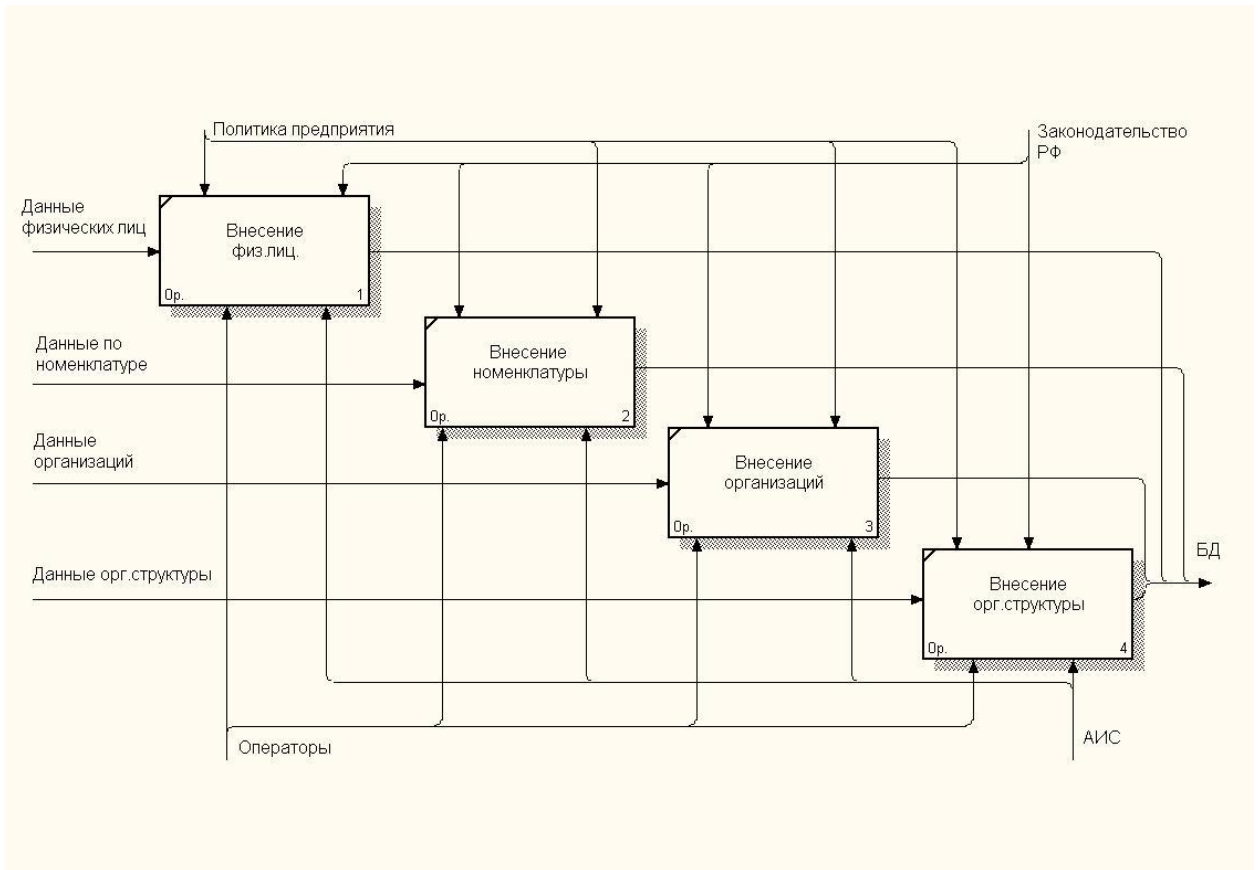 Политика предприятия
Законодательство
РФ
Данные
физических лиц
Внесение
физ.лиц.
0р.
1
Данные по
номенклатуре
Внесение
номенклатуры
0р.
2
Данные
организаций
Внесение
организаций
0р.
3
БД
Данные орг.структуры
Внесение
орг.структуры
0р.
4
Операторы
АИС